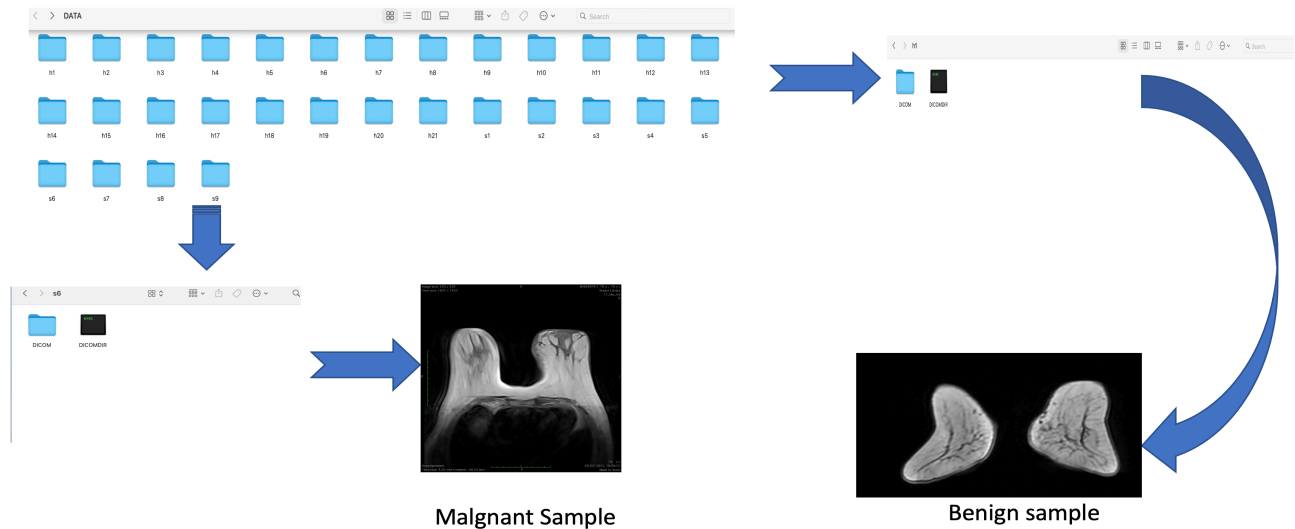 DATA
Search
h1 h2 h3 h4 h5 h6 h7 h8 h9 h10 h11 h12 h13
h14 h15 h16 h17 h18 h19 h20 h21 s1 s2 s3 s4 s5
s6 s7 s8 s9
h1
Search
DICOM DICOMDIR
s6
DICOM DICOMDIR
Malgnant Sample
Benign sample